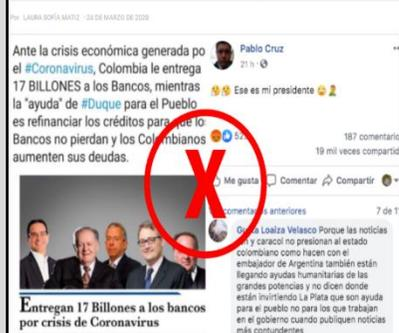 Por LAURA SOFÍA MATIZ · 26 DE MARZO DE 2020
Ante la crisis económica generada po
el #Coronavirus, Colombia le entrega
17 BILLONES a los Bancos, mientras
la "ayuda" de #Duque para el Pueblo
es refinanciar los créditos para que lo
Bancos no pierdan y los Colombianos
aumenten sus deudas.
Entregan 17 Billones a los bancos
por crisis de Coronavirus
Pablo Cruz
21 h ·
Ese es mi presidente
187 comentario
19 mil veces compartid
Me gusta Comentar Compartir
comentarios anteriores 7 de 1
Loaiza Velasco Porque las noticias
y caracol no presionan al estado
colombiano como hacen con el
embajador de Argentina también están
llegando ayudas humanitarias de las
grandes potencias y no dicen donde
están invirtiendo La Plata que son ayuda
para el pueblo no para los que trabajan
en el gobierno cuando publiquen noticias
más contundentes
X